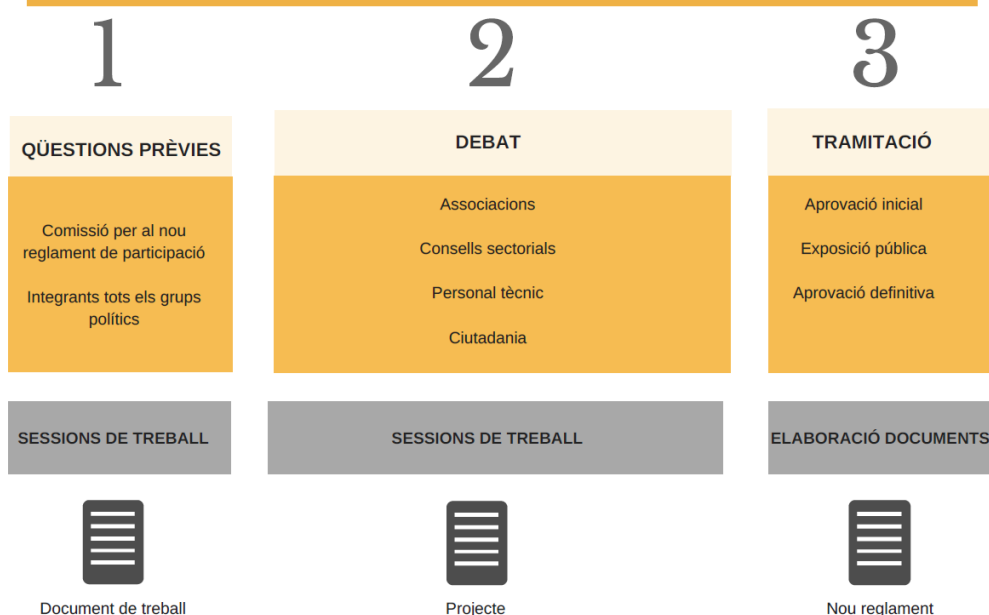 1
QÜESTIONS PRÈVIES
Comissió per al nou
reglament de participació
Integrants tots els grups
polítics
SESSIONS DE TREBALL
Document de treball
2
DEBAT
Associacions
Consells sectorials
Personal tècnic
Ciutadania
SESSIONS DE TREBALL
Projecte
3
TRAMITACIÓ
Aprovació inicial
Exposició pública
Aprovació definitiva
ELABORACIÓ DOCUMENTS
Nou reglament